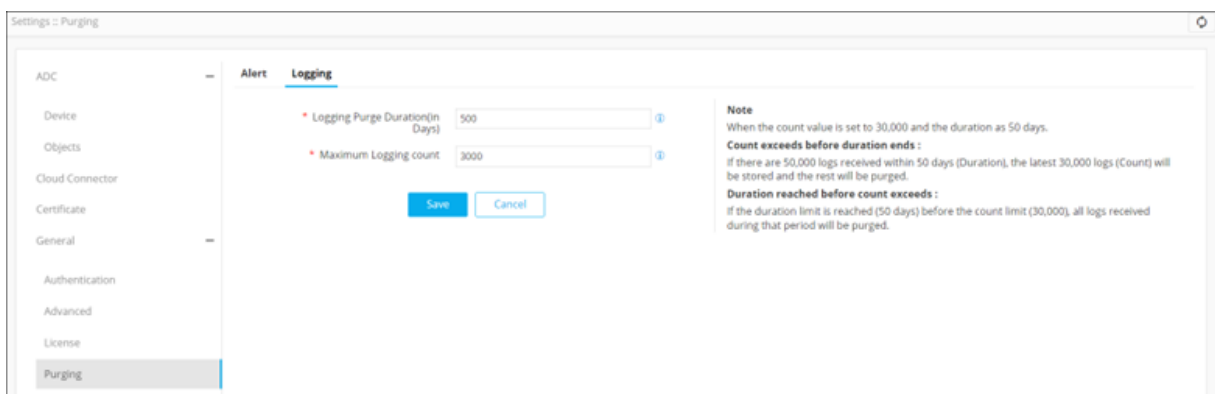 Settings :: Purging
ADC
Device
Objects
Cloud Connector
Certificate
General
Authentication
Advanced
License
Purging
Alert Logging
* Logging Purge Duration(in
Days)
500
* Maximum Logging count
3000
Save Cancel
Note
When the count value is set to 30,000 and the duration as 50 days.
Count exceeds before duration ends :
If there are 50,000 logs received within 50 days (Duration), the latest 30,000 logs (Count) will
be stored and the rest will be purged.
Duration reached before count exceeds :
If the duration limit is reached (50 days) before the count limit (30,000), all logs received
during that period will be purged.